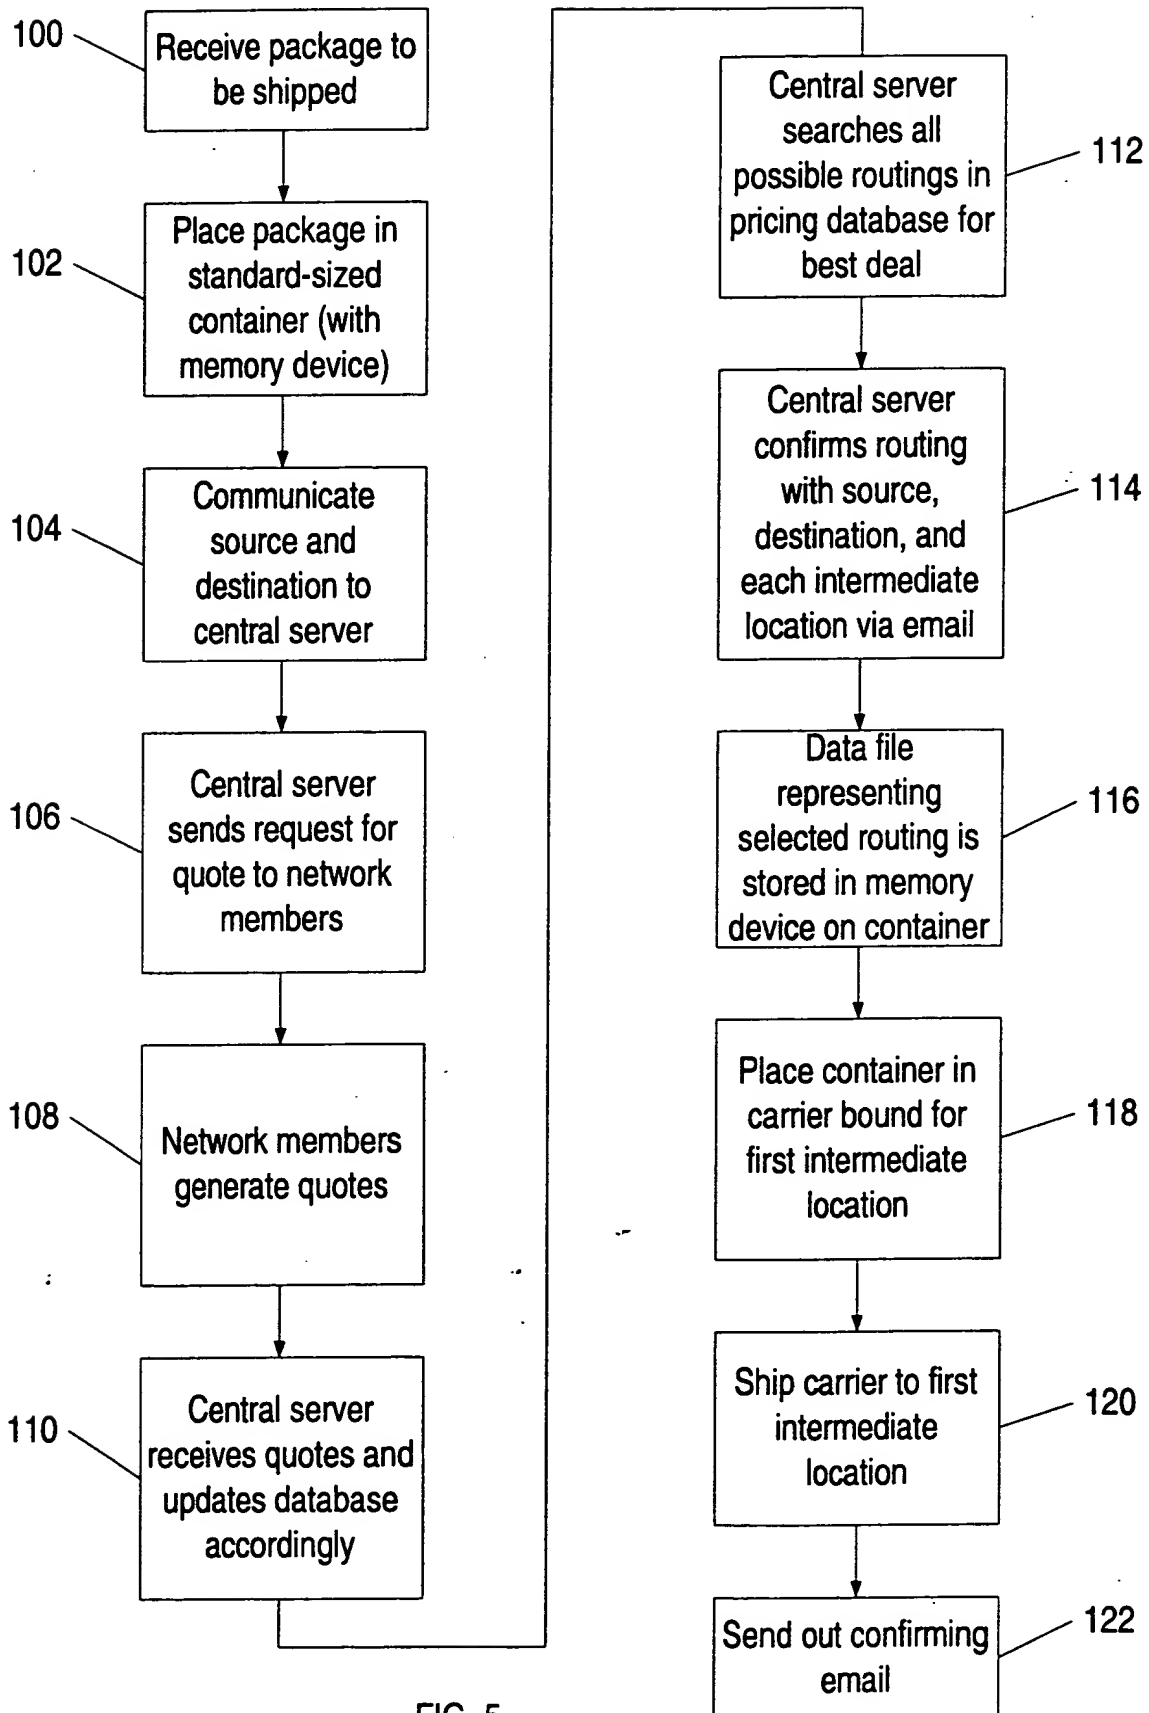 100
Receive package to
be shipped
102
Place package in
standard-sized
container (with
memory device)
104
Communicate
source and
destination to
central server
106
Central server
sends request for
quote to network
members
108
Network members
generate quotes
110
Central server
receives quotes and
updates database
accordingly
Central server
searches all
possible routings in
pricing database for
best deal
112
Central server
confirms routing
with source,
destination, and
each intermediate
location via email
114
Data file
representing
selected routing is
stored in memory
device on container
116
Place container in
carrier bound for
first intermediate
location
118
Ship carrier to first
intermediate
location
120
Send out confirming
email
122
FIG. 5